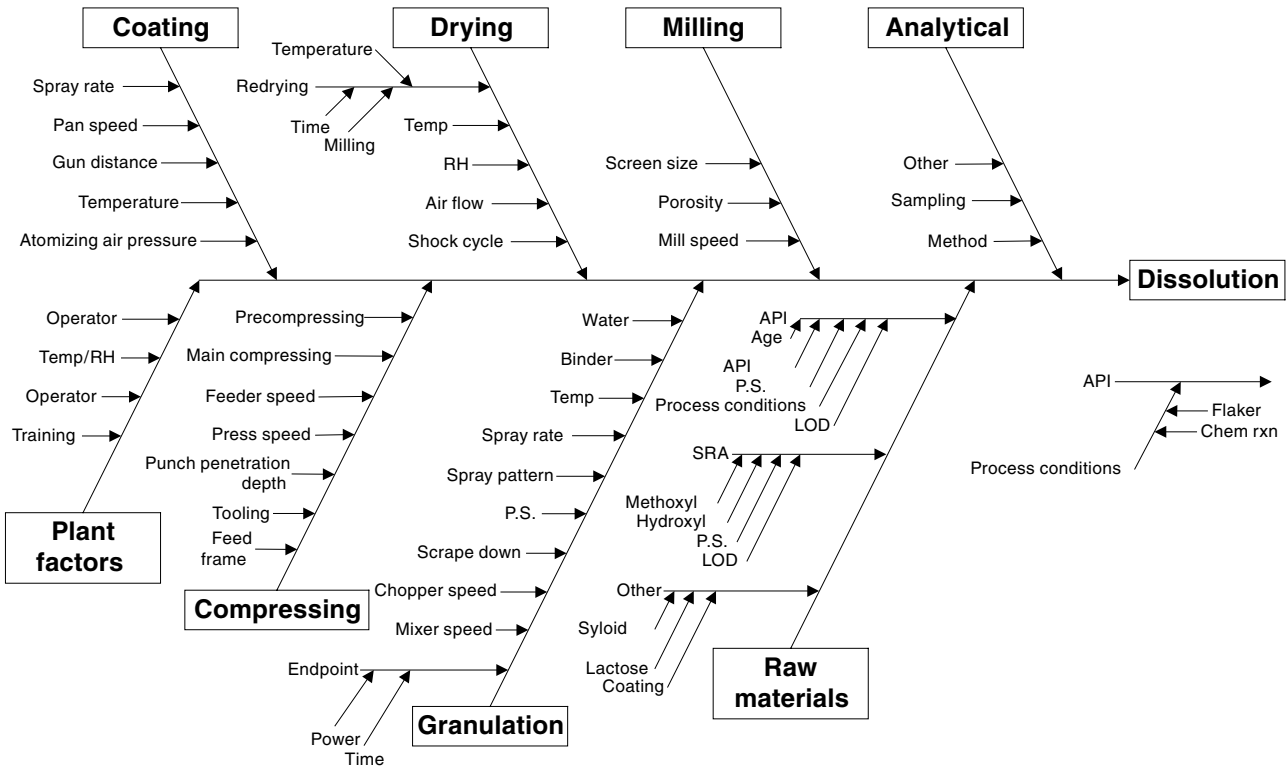 Coating
Drying
Milling
Analytical
Temperature
Spray rate
Redrying
Pan speed
Time
Milling
Temp
Gun distance
RH
Screen size
Other
Temperature
Air flow
Porosity
Sampling
Atomizing air pressure
Shock cycle
Mill speed
Method
Dissolution
Operator
Precompressing
Water
API
Age
Temp/RH
Main compressing
Binder
API
P.S.
Process conditions
LOD
API
Flaker
Chem rxn
Process conditions
Operator
Feeder speed
Temp
Training
Press speed
Spray rate
SRA
Punch penetration
depth
Spray pattern
Methoxyl
Hydroxyl
P.S.
LOD
Tooling
P.S.
Feed
frame
Scrape down
Plant
factors
Compressing
Chopper speed
Other
Syloid
Lactose
Coating
Mixer speed
Endpoint
Power
Time
Granulation
Raw
materials